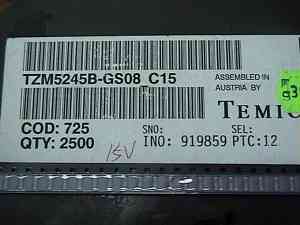 TZM5245B-GS08 C15
ASSEMBLED IN
AUSTRIA BY
TEMIC
COD: 725
QTY: 2500
15V
SNO:
INO: 919859
SEL:
PTC:12